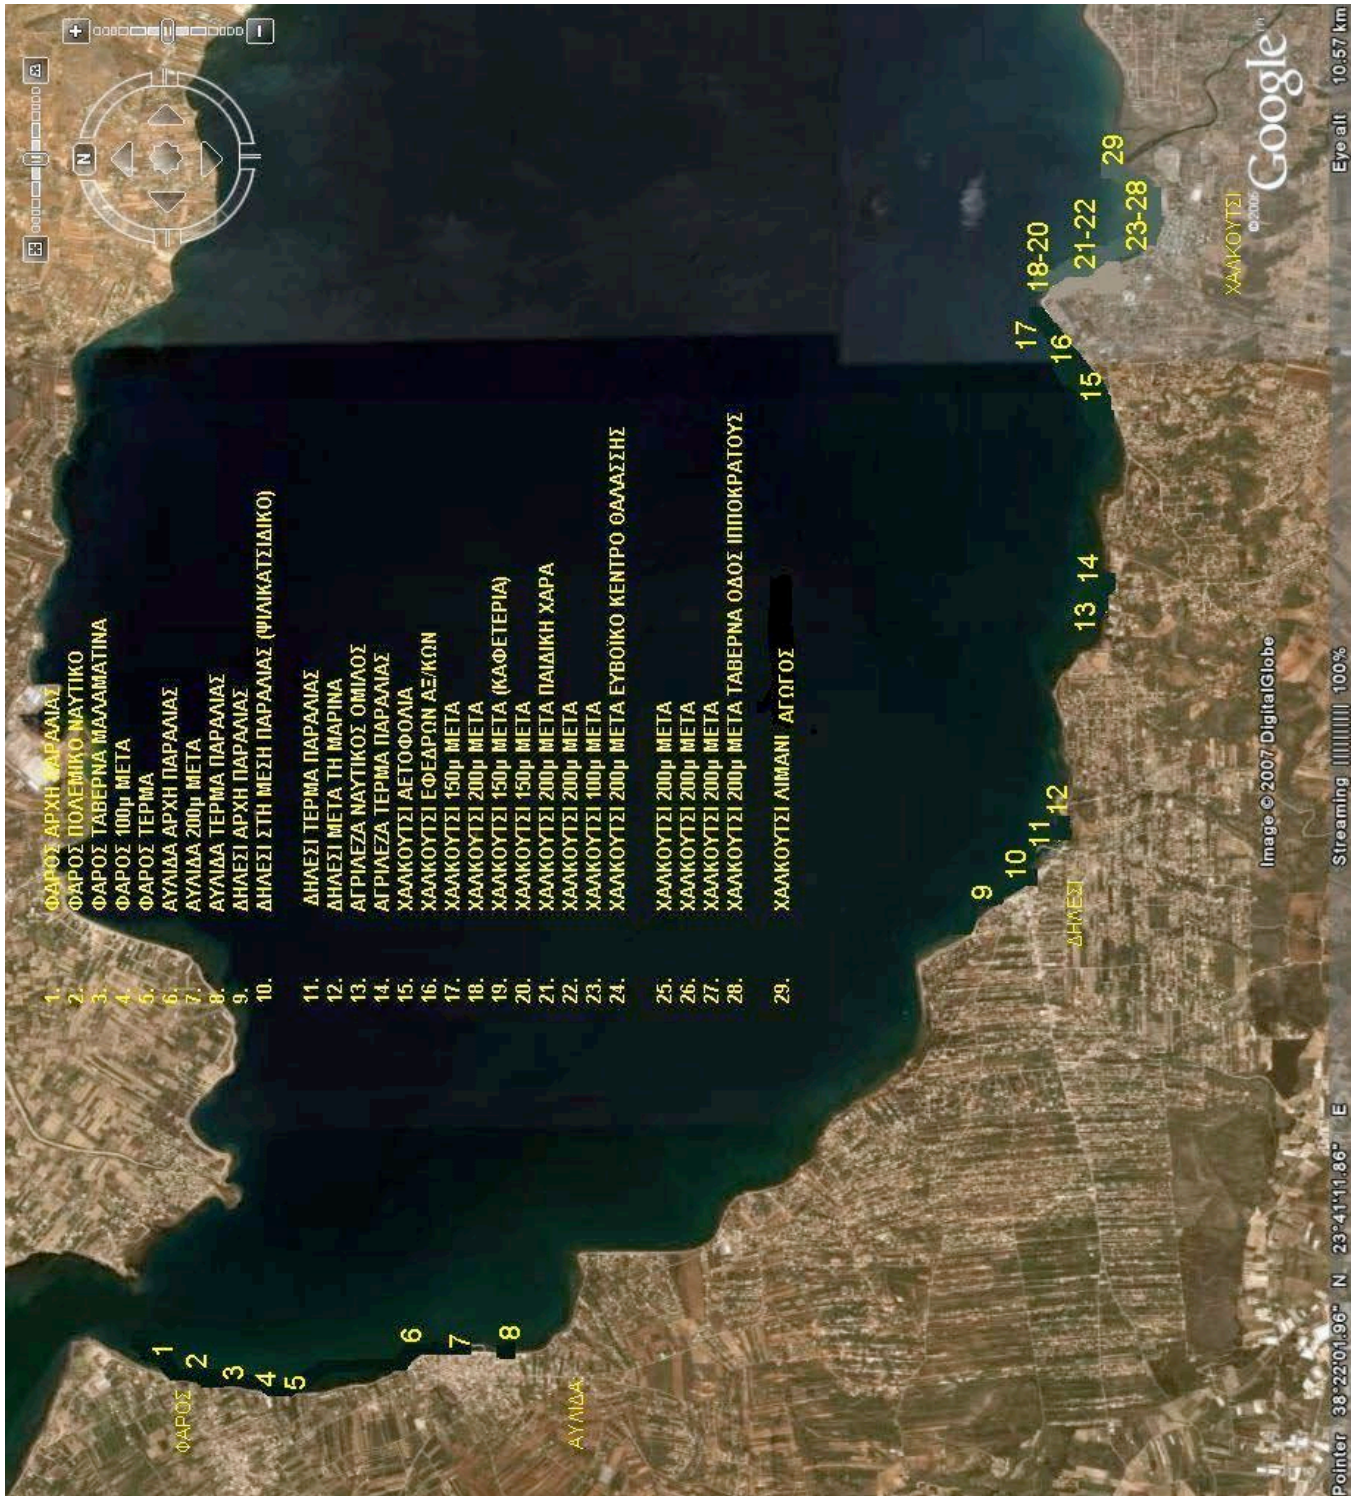 1. ΦΑΡΟΣ ΑΡΧΗ ΠΑΡΑΛΙΑΣ
2. ΦΑΡΟΣ ΠΟΛΕΜΙΚΟ ΝΑΥΤΙΚΟ
3. ΦΑΡΟΣ ΤΑΒΕΡΝΑ ΜΑΛΑΜΑΤΙΝΑ
4. ΦΑΡΟΣ 100μ ΜΕΤΑ
5. ΦΑΡΟΣ ΤΕΡΜΑ
6. ΑΥΛΙΔΑ ΑΡΧΗ ΠΑΡΑΛΙΑΣ
7. ΑΥΛΙΔΑ 200μ ΜΕΤΑ
8. ΑΥΛΙΔΑ ΤΕΡΜΑ ΠΑΡΑΛΙΑΣ
9. ΔΗΛΕΣΙ ΑΡΧΗ ΠΑΡΑΛΙΑΣ
10. ΔΗΛΕΣΙ ΣΤΗ ΜΕΣΗ ΠΑΡΑΛΙΑΣ (ΨΙΛΙΚΑΤΣΙΔΙΚΟ)
11. ΔΗΛΕΣΙ ΤΕΡΜΑ ΠΑΡΑΛΙΑΣ
12. ΔΗΛΕΣΙ ΜΕΤΑ ΤΗ ΜΑΡΙΝΑ
13. ΑΓΡΙΛΕΖΑ ΝΑΥΤΙΚΟΣ ΟΜΙΛΟΣ
14. ΑΓΡΙΛΕΖΑ ΤΕΡΜΑ ΠΑΡΑΛΙΑΣ
15. ΧΑΛΚΟΥΤΣΙ ΑΕΤΟΦΩΛΙΑ
16. ΧΑΛΚΟΥΤΣΙ ΕΦΕΔΡΩΝ ΑΞ/ΚΩΝ
17. ΧΑΛΚΟΥΤΣΙ 150μ ΜΕΤΑ
18. ΧΑΛΚΟΥΤΣΙ 200μ ΜΕΤΑ
19. ΧΑΛΚΟΥΤΣΙ 150μ ΜΕΤΑ (ΚΑΦΕΤΕΡΙΑ)
20. ΧΑΛΚΟΥΤΣΙ 150μ ΜΕΤΑ
21. ΧΑΛΚΟΥΤΣΙ 200μ ΜΕΤΑ ΠΑΙΔΙΚΗ ΧΑΡΑ
22. ΧΑΛΚΟΥΤΣΙ 200μ ΜΕΤΑ
23. ΧΑΛΚΟΥΤΣΙ 100μ ΜΕΤΑ
24. ΧΑΛΚΟΥΤΣΙ 200μ ΜΕΤΑ ΕΥΒΟΙΚΟ ΚΕΝΤΡΟ ΘΑΛΑΣΣΗΣ
25. ΧΑΛΚΟΥΤΣΙ 200μ ΜΕΤΑ
26. ΧΑΛΚΟΥΤΣΙ 200μ ΜΕΤΑ
27. ΧΑΛΚΟΥΤΣΙ 200μ ΜΕΤΑ
28. ΧΑΛΚΟΥΤΣΙ 200μ ΜΕΤΑ ΤΑΒΕΡΝΑ ΟΔΟΣ ΙΠΠΟΚΡΑΤΟΥΣ
29. ΧΑΛΚΟΥΤΣΙ ΛΙΜΑΝΙ ΑΓΩΓΟΣ
N
ΦΑΡΟΣ
1
2
3
4
5
6
7
8
ΑΥΛΙΔΑ
9
10
11
12
ΔΗΛΕΣΙ
13
14
15
16
17
18-20
21-22
23-28
29
ΧΑΛΚΟΥΤΣΙ
Image © 2007 DigitalGlobe
Google
Pointer 38°22'01.96" N 23°41'11.86" E Streaming |||||||||| 100% Eye alt 10.57 km